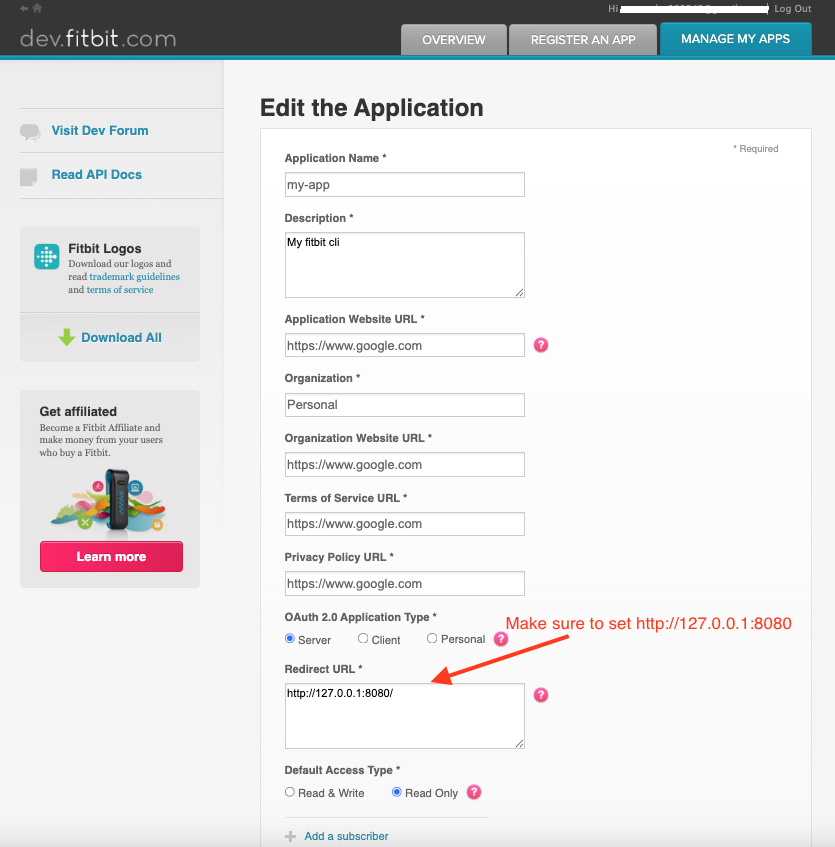 Hi
Log Out
dev.fitbit.com
OVERVIEW
REGISTER AN APP
MANAGE MY APPS
Visit Dev Forum
Read API Docs
Fitbit Logos
Download our logos and
read trademark guidelines
and terms of service
Download All
Get affiliated
Become a Fitbit Affiliate and
make money from your users
who buy a Fitbit.
Learn more
Edit the Application
* Required
Application Name *
my-app
Description *
My fitbit cli
Application Website URL *
https://www.google.com
?
Organization *
Personal
Organization Website URL *
https://www.google.com
Terms of Service URL *
https://www.google.com
Privacy Policy URL *
https://www.google.com
OAuth 2.0 Application Type *
Make sure to set http://127.0.0.1:8080
Server
Client
Personal
?
Redirect URL *
http://127.0.0.1:8080/
?
Default Access Type *
Read & Write
Read Only
?
Add a subscriber